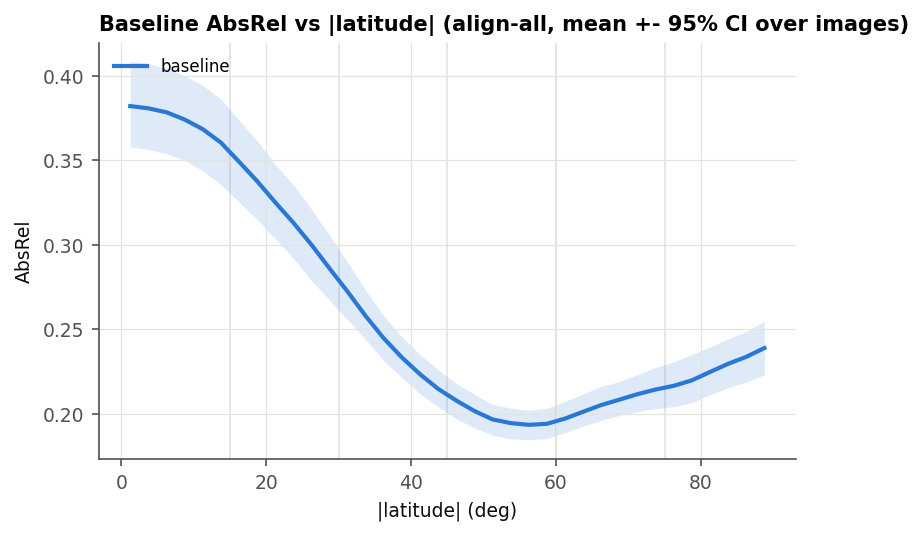 Baseline AbsRel vs |latitude| (align-all, mean +- 95% CI over images)
baseline
0.40
0.35
0.30
0.25
0.20
AbsRel
0
20
40
60
80
|latitude| (deg)